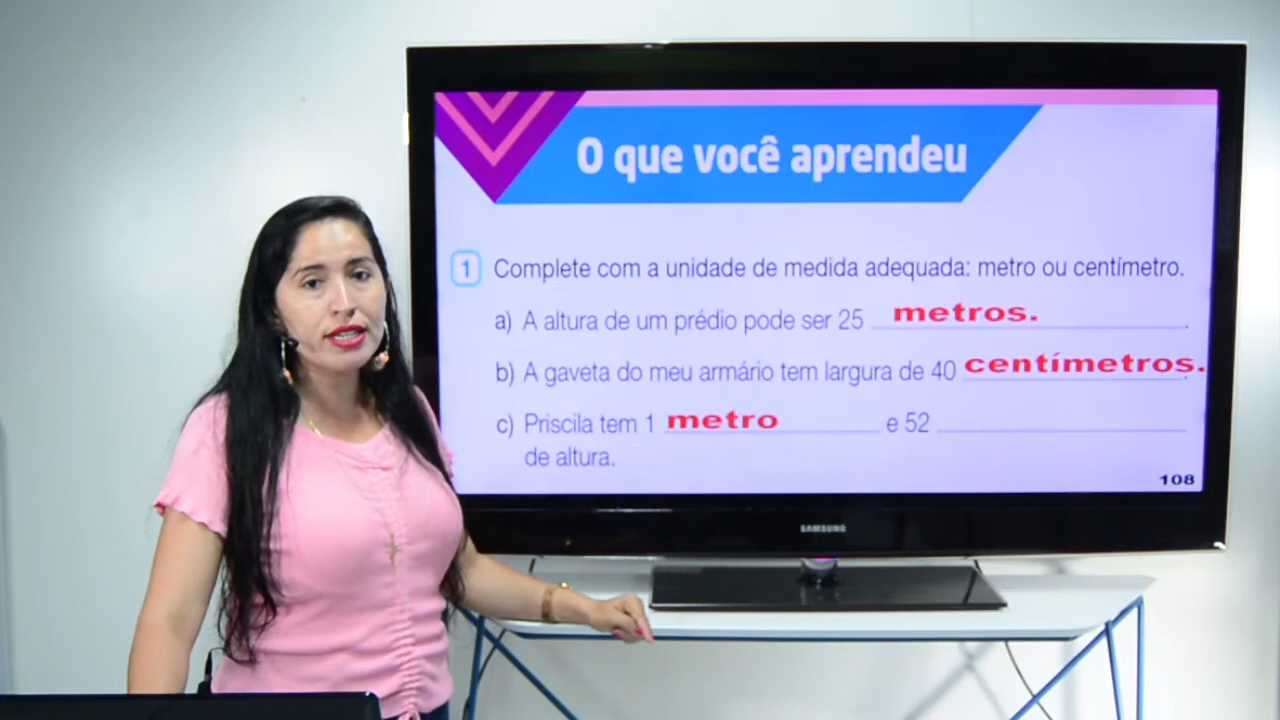 O que você aprendeu
1 Complete com a unidade de medida adequada: metro ou centímetro.
a) A altura de um prédio pode ser 25 metros.
b) A gaveta do meu armário tem largura de 40 centímetros.
c) Priscila tem 1 metro e 52
de altura.
108
SAMSUNG